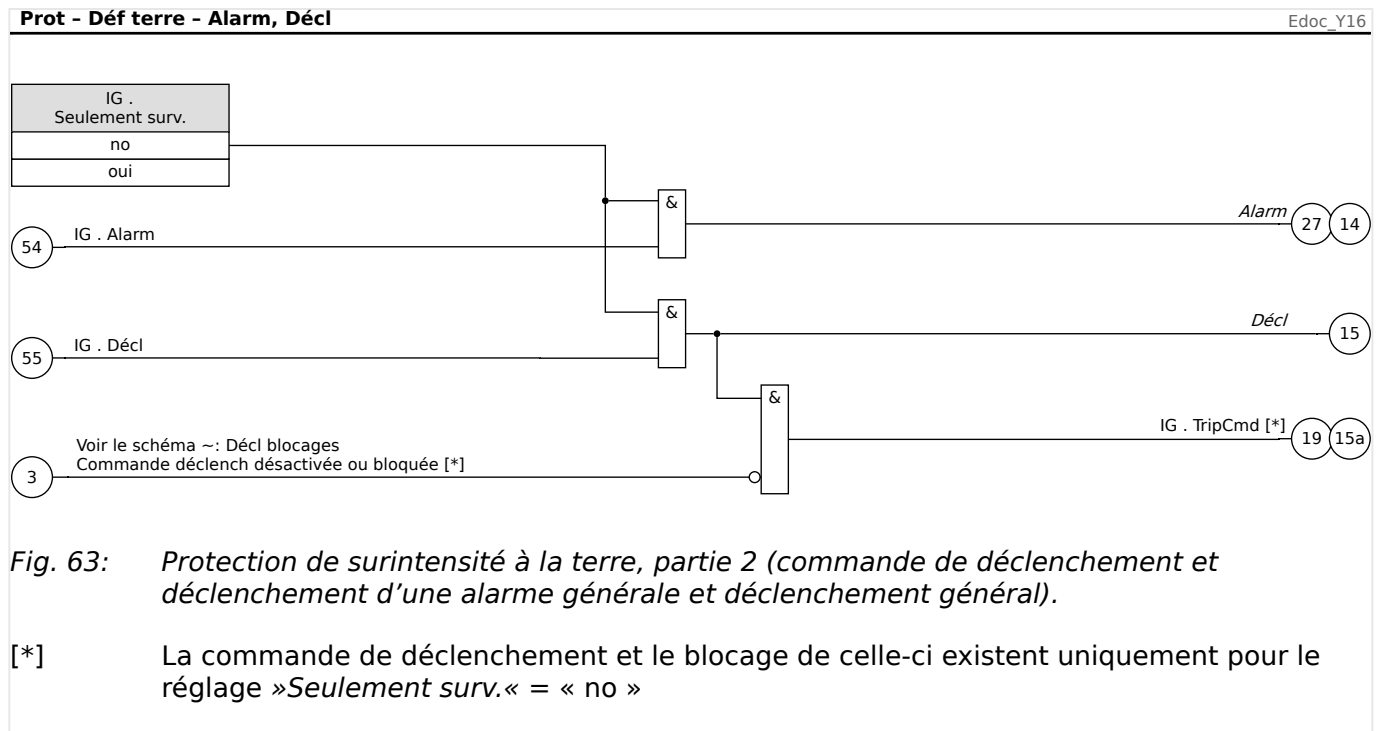 Prot – Déf terre – Alarm, Décl
Edoc_Y16
IG .
Seulement surv.
no
oui
&
Alarm
27
14
54
IG . Alarm
&
Décl
15
55
IG . Décl
&
IG . TripCmd [*]
19
15a
Voir le schéma ~: Décl blocages
Commande déclench désactivée ou bloquée [*]
3
Fig. 63: Protection de surintensité à la terre, partie 2 (commande de déclenchement et
déclenchement d’une alarme générale et déclenchement général).
[*] La commande de déclenchement et le blocage de celle-ci existent uniquement pour le
réglage »Seulement surv.« = « no »